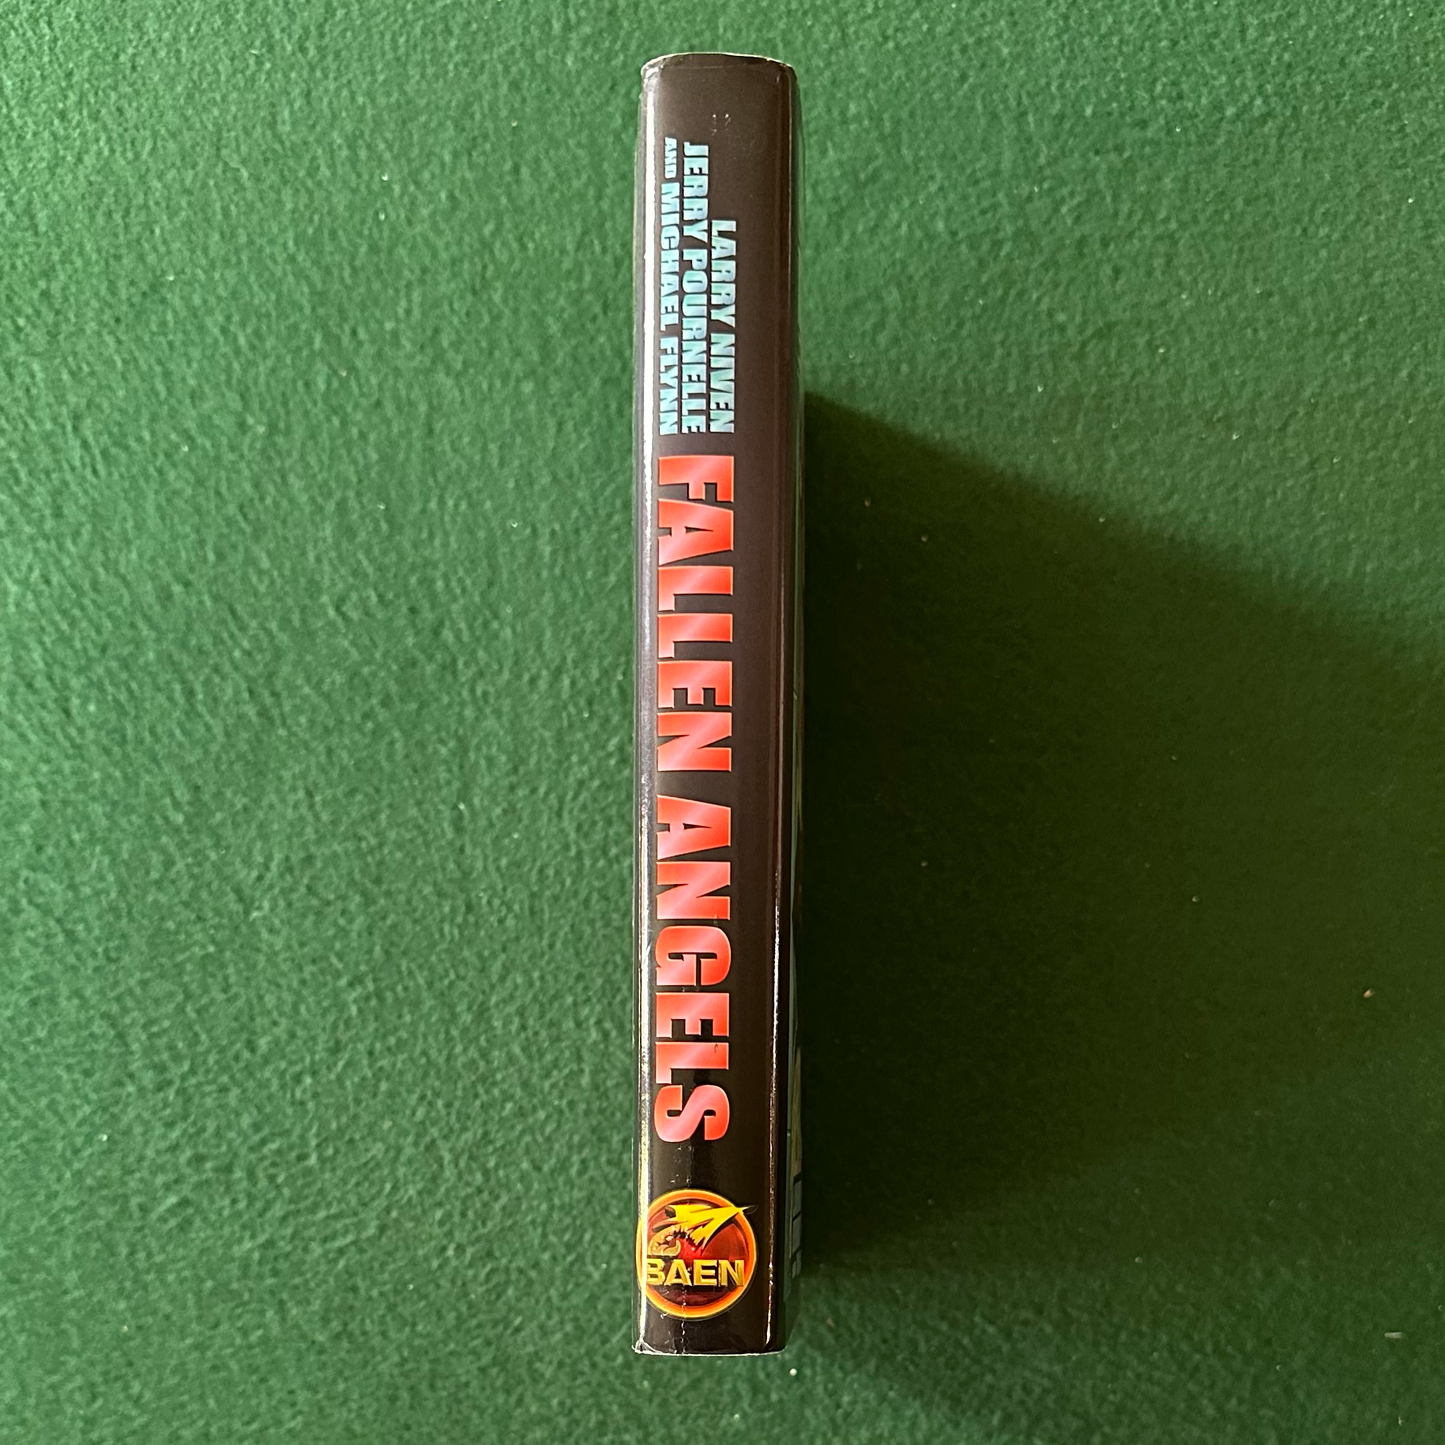 LARRY NIVEN
JERRY POURNELLE
AND MICHAEL FLYNN
FALLEN ANGELS
BAEN